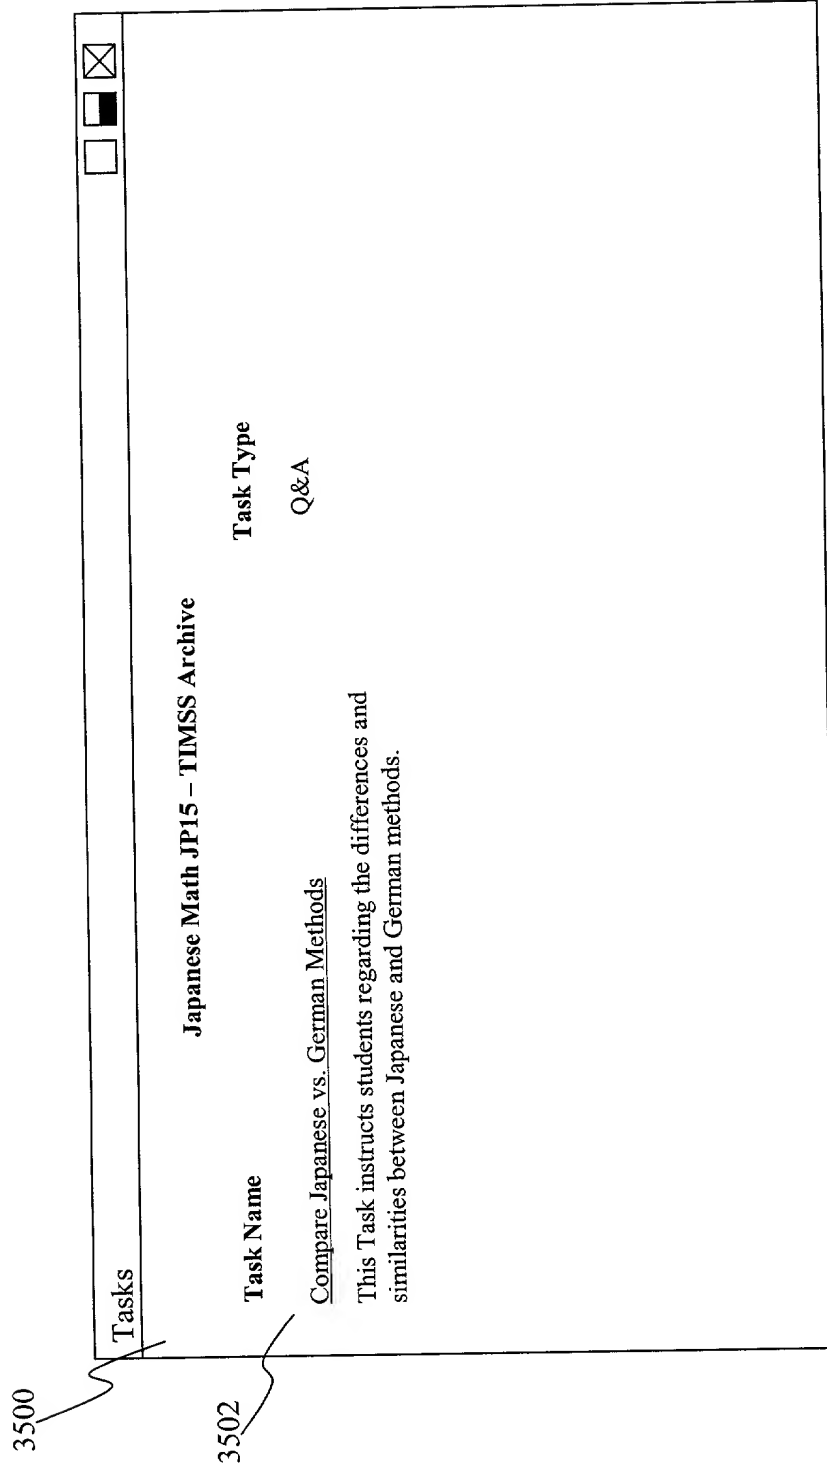 3500
Tasks
Japanese Math JP15 – TIMSS Archive
Task Name
Task Type
3502
Compare Japanese vs. German Methods
Q&A
This Task instructs students regarding the differences and
similarities between Japanese and German methods.